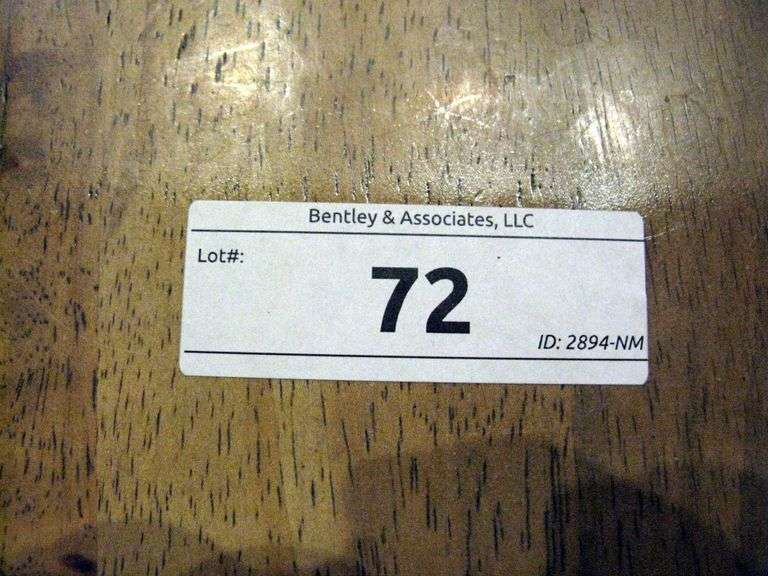 Bentley & Associates, LLC
Lot#:
72
ID: 2894-NM